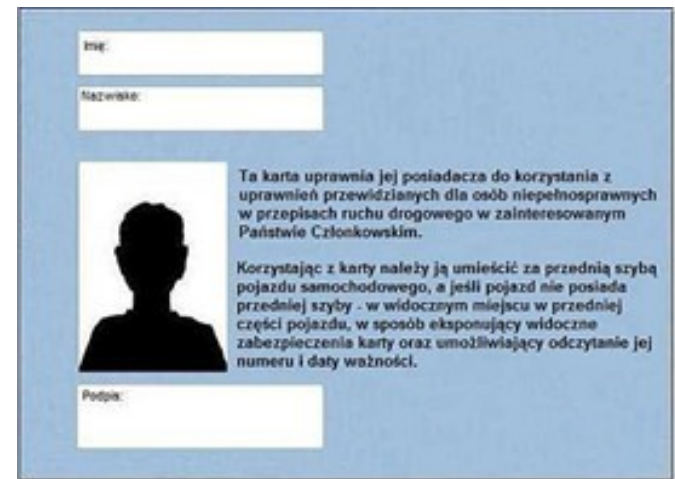 Imię:
Nazwisko:
Ta karta uprawnia jej posiadacza do korzystania z
uprawnień przewidzianych dla osób niepełnosprawnych
w przepisach ruchu drogowego w zainteresowanym
Państwie Członkowskim.
Korzystając z karty należy ją umieścić za przednią szybą
pojazdu samochodowego, a jeśli pojazd nie posiada
przedniej szyby - w widocznym miejscu w przedniej
części pojazdu, w sposób eksponujący widoczne
zabezpieczenia karty oraz umożliwiający odczytanie jej
numeru i daty ważności.
Podpis: